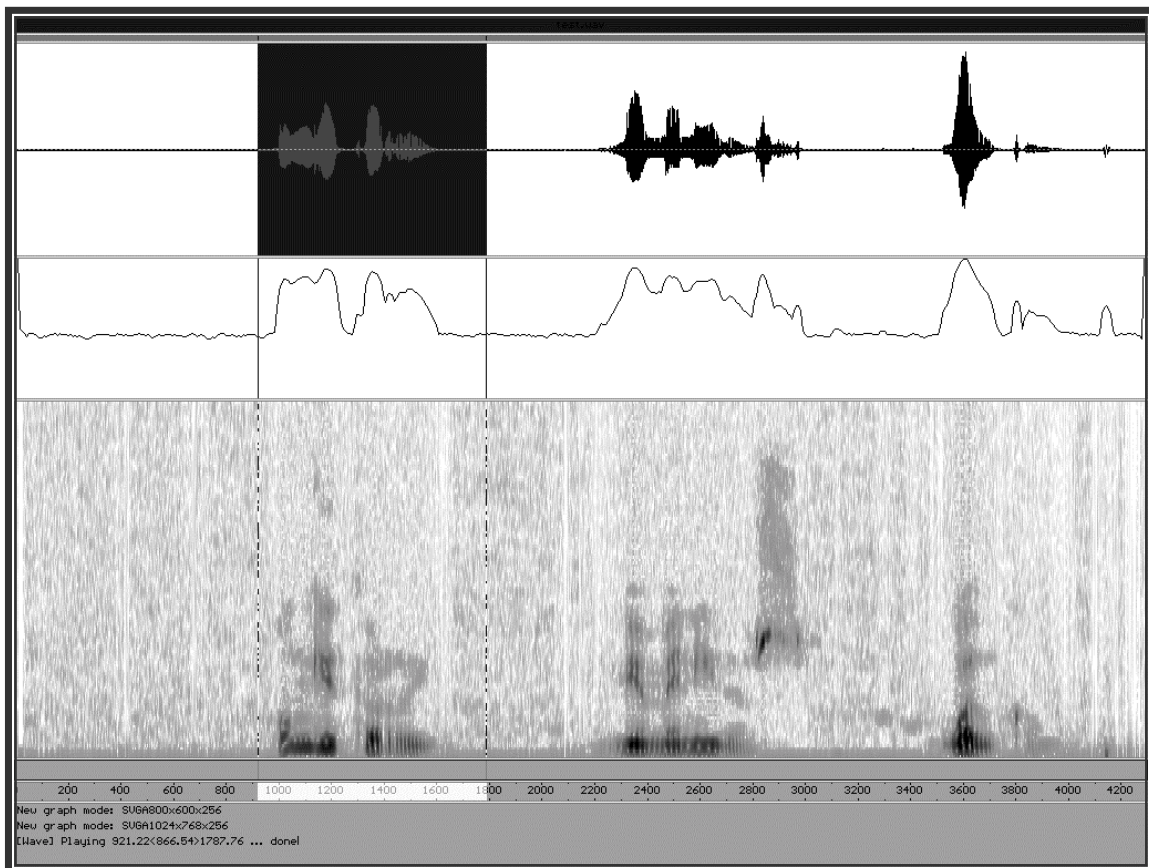 test.wav
200 400 600 800 1000 1200 1400 1600 1800 2000 2200 2400 2600 2800 3000 3200 3400 3600 3800 4000 4200
New graph mode: SVGA800x600x256
New graph mode: SVGA1024x768x256
[Wave] Playing 921.22<866.54>1787.76 ... done!